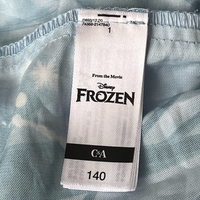 1
From the Movie
Disney
FROZEN
C&A
140